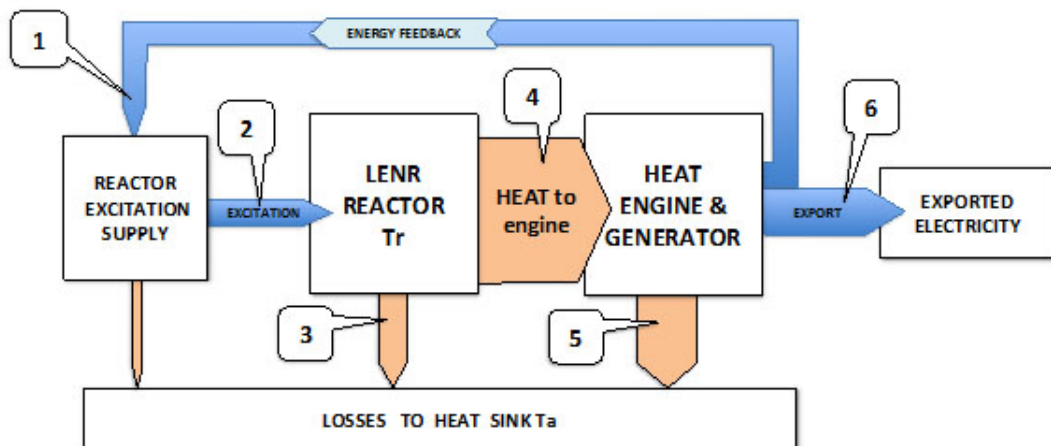 1
ENERGY FEEDBACK
2
4
6
REACTOR
EXCITATION
SUPPLY
EXCITATION
LENR
REACTOR
Tr
HEAT to
engine
HEAT
ENGINE &
GENERATOR
EXPORT
EXPORTED
ELECTRICITY
3
5
LOSSES TO HEAT SINK Ta